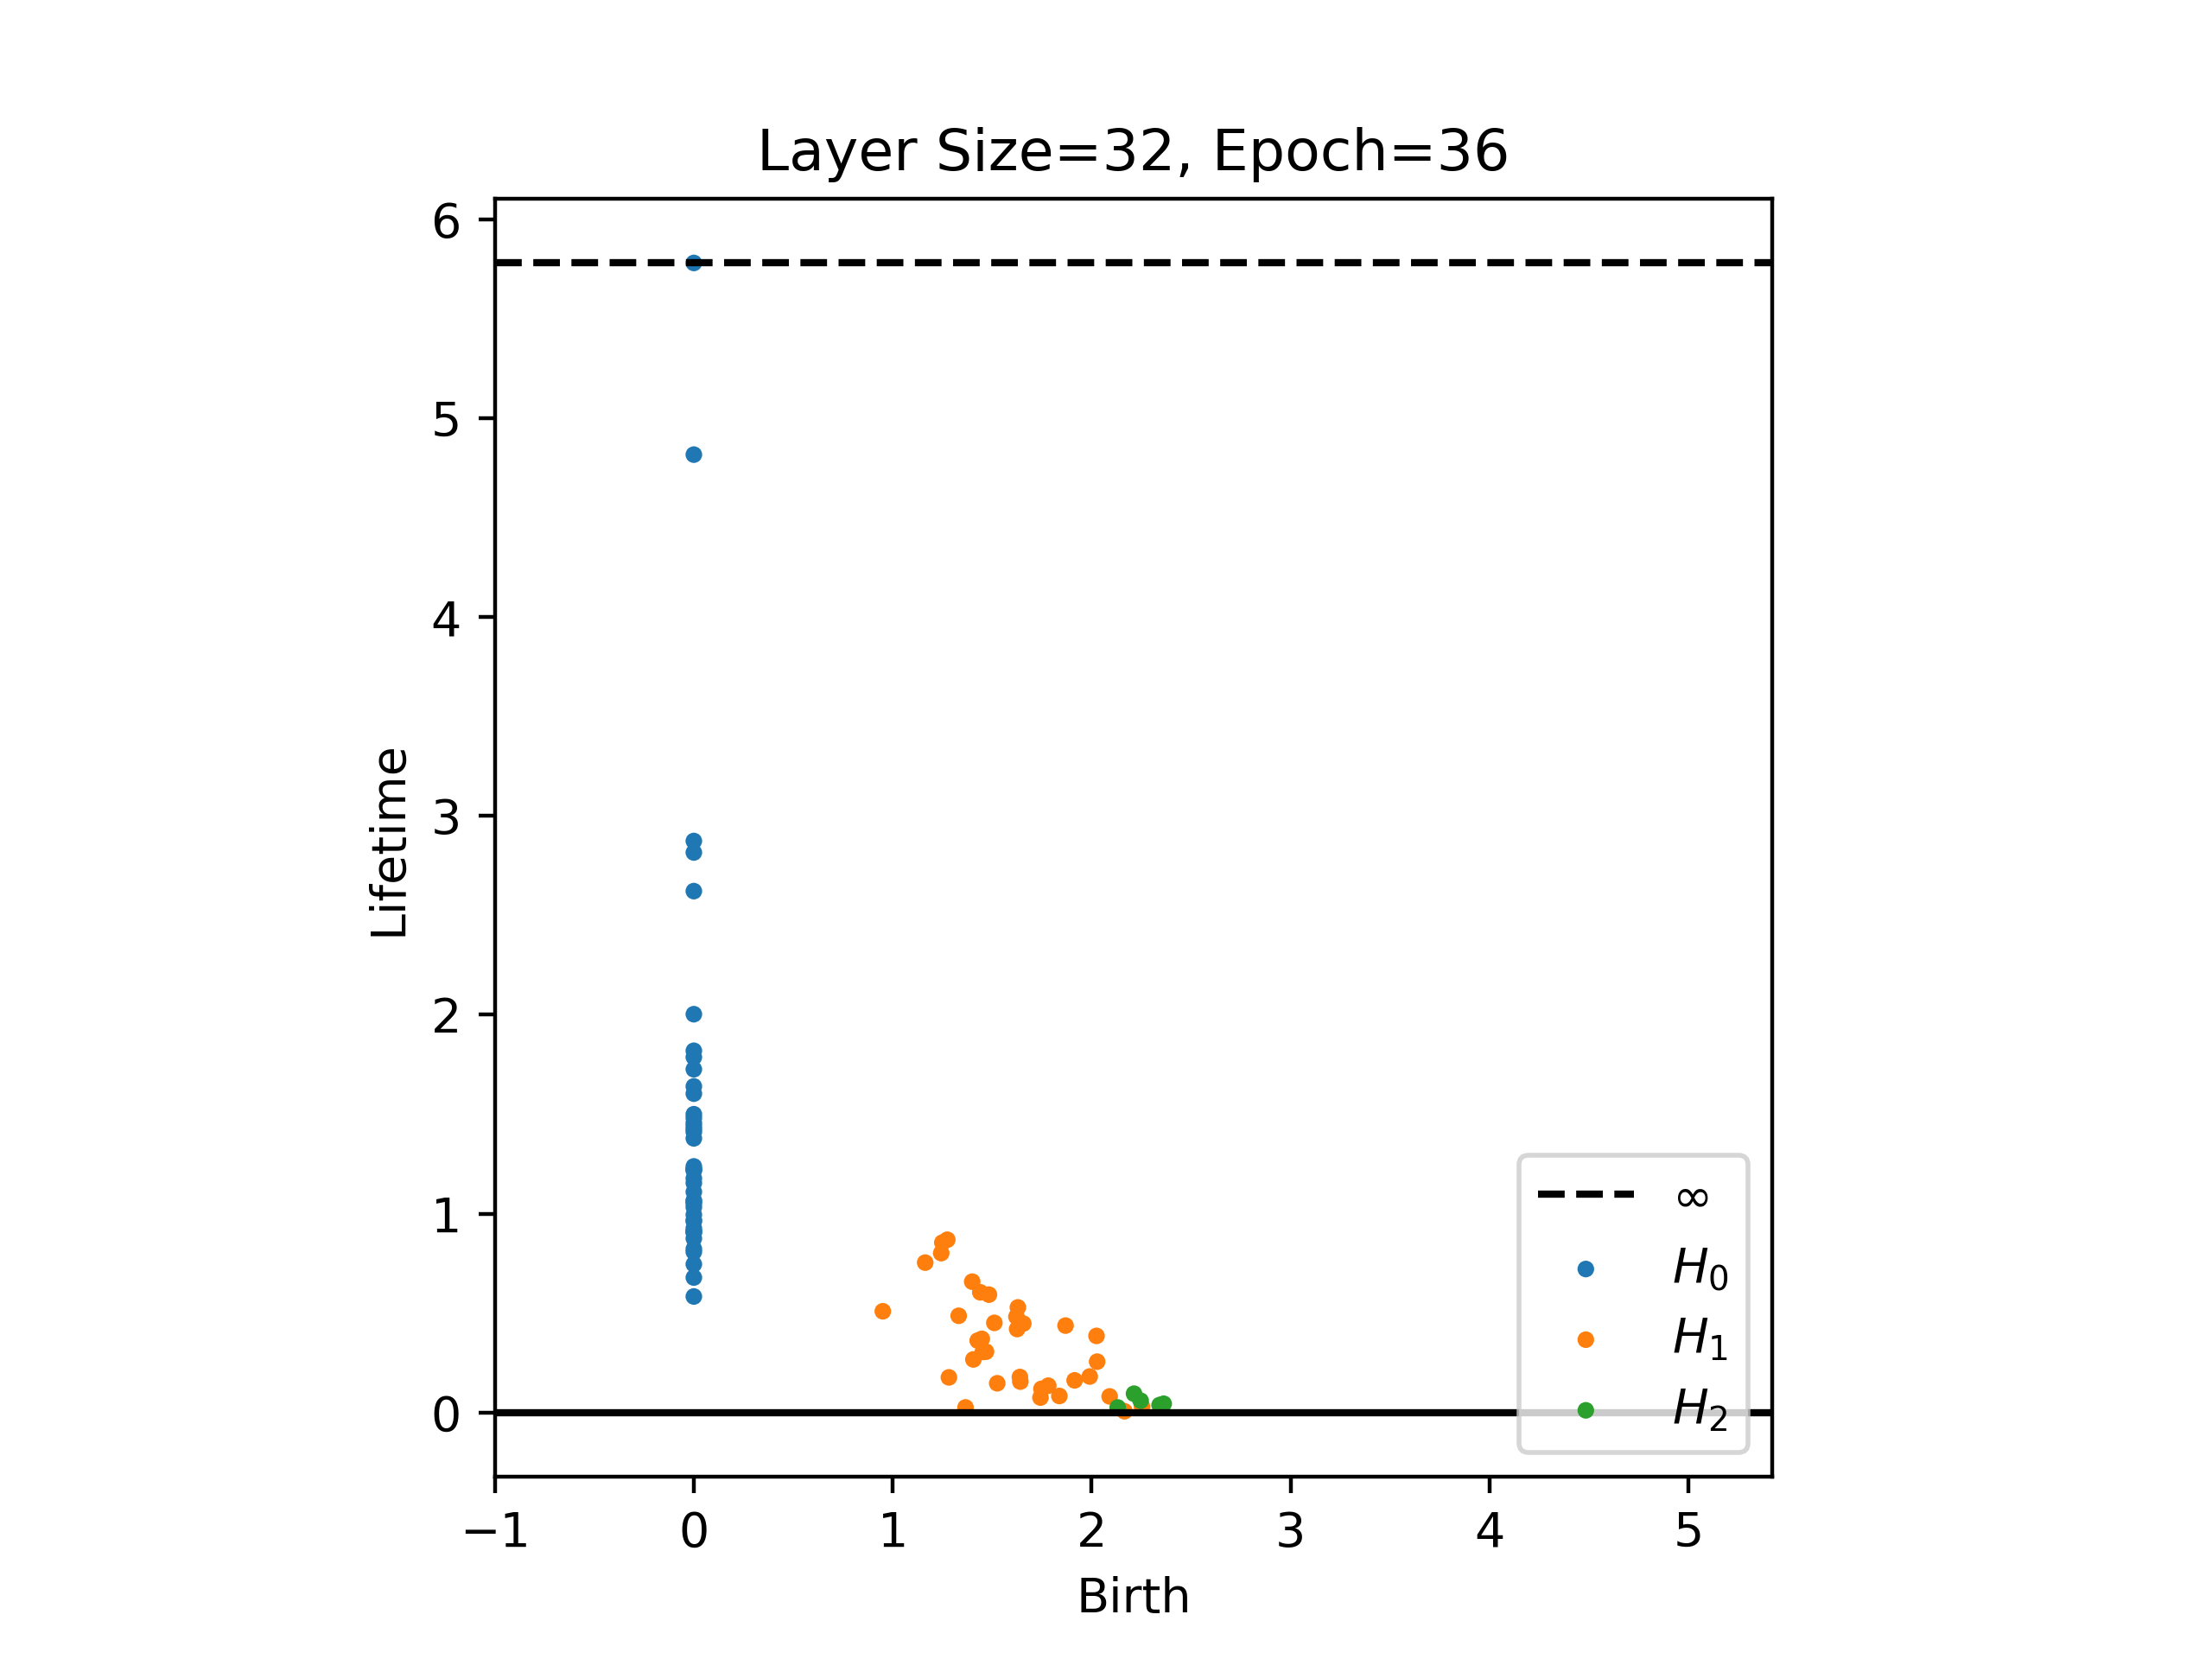 Layer Size=32, Epoch=36
6
5
4
3
2
1
0
Lifetime
−1 0 1 2 3 4 5
Birth
∞
H₀
H₁
H₂